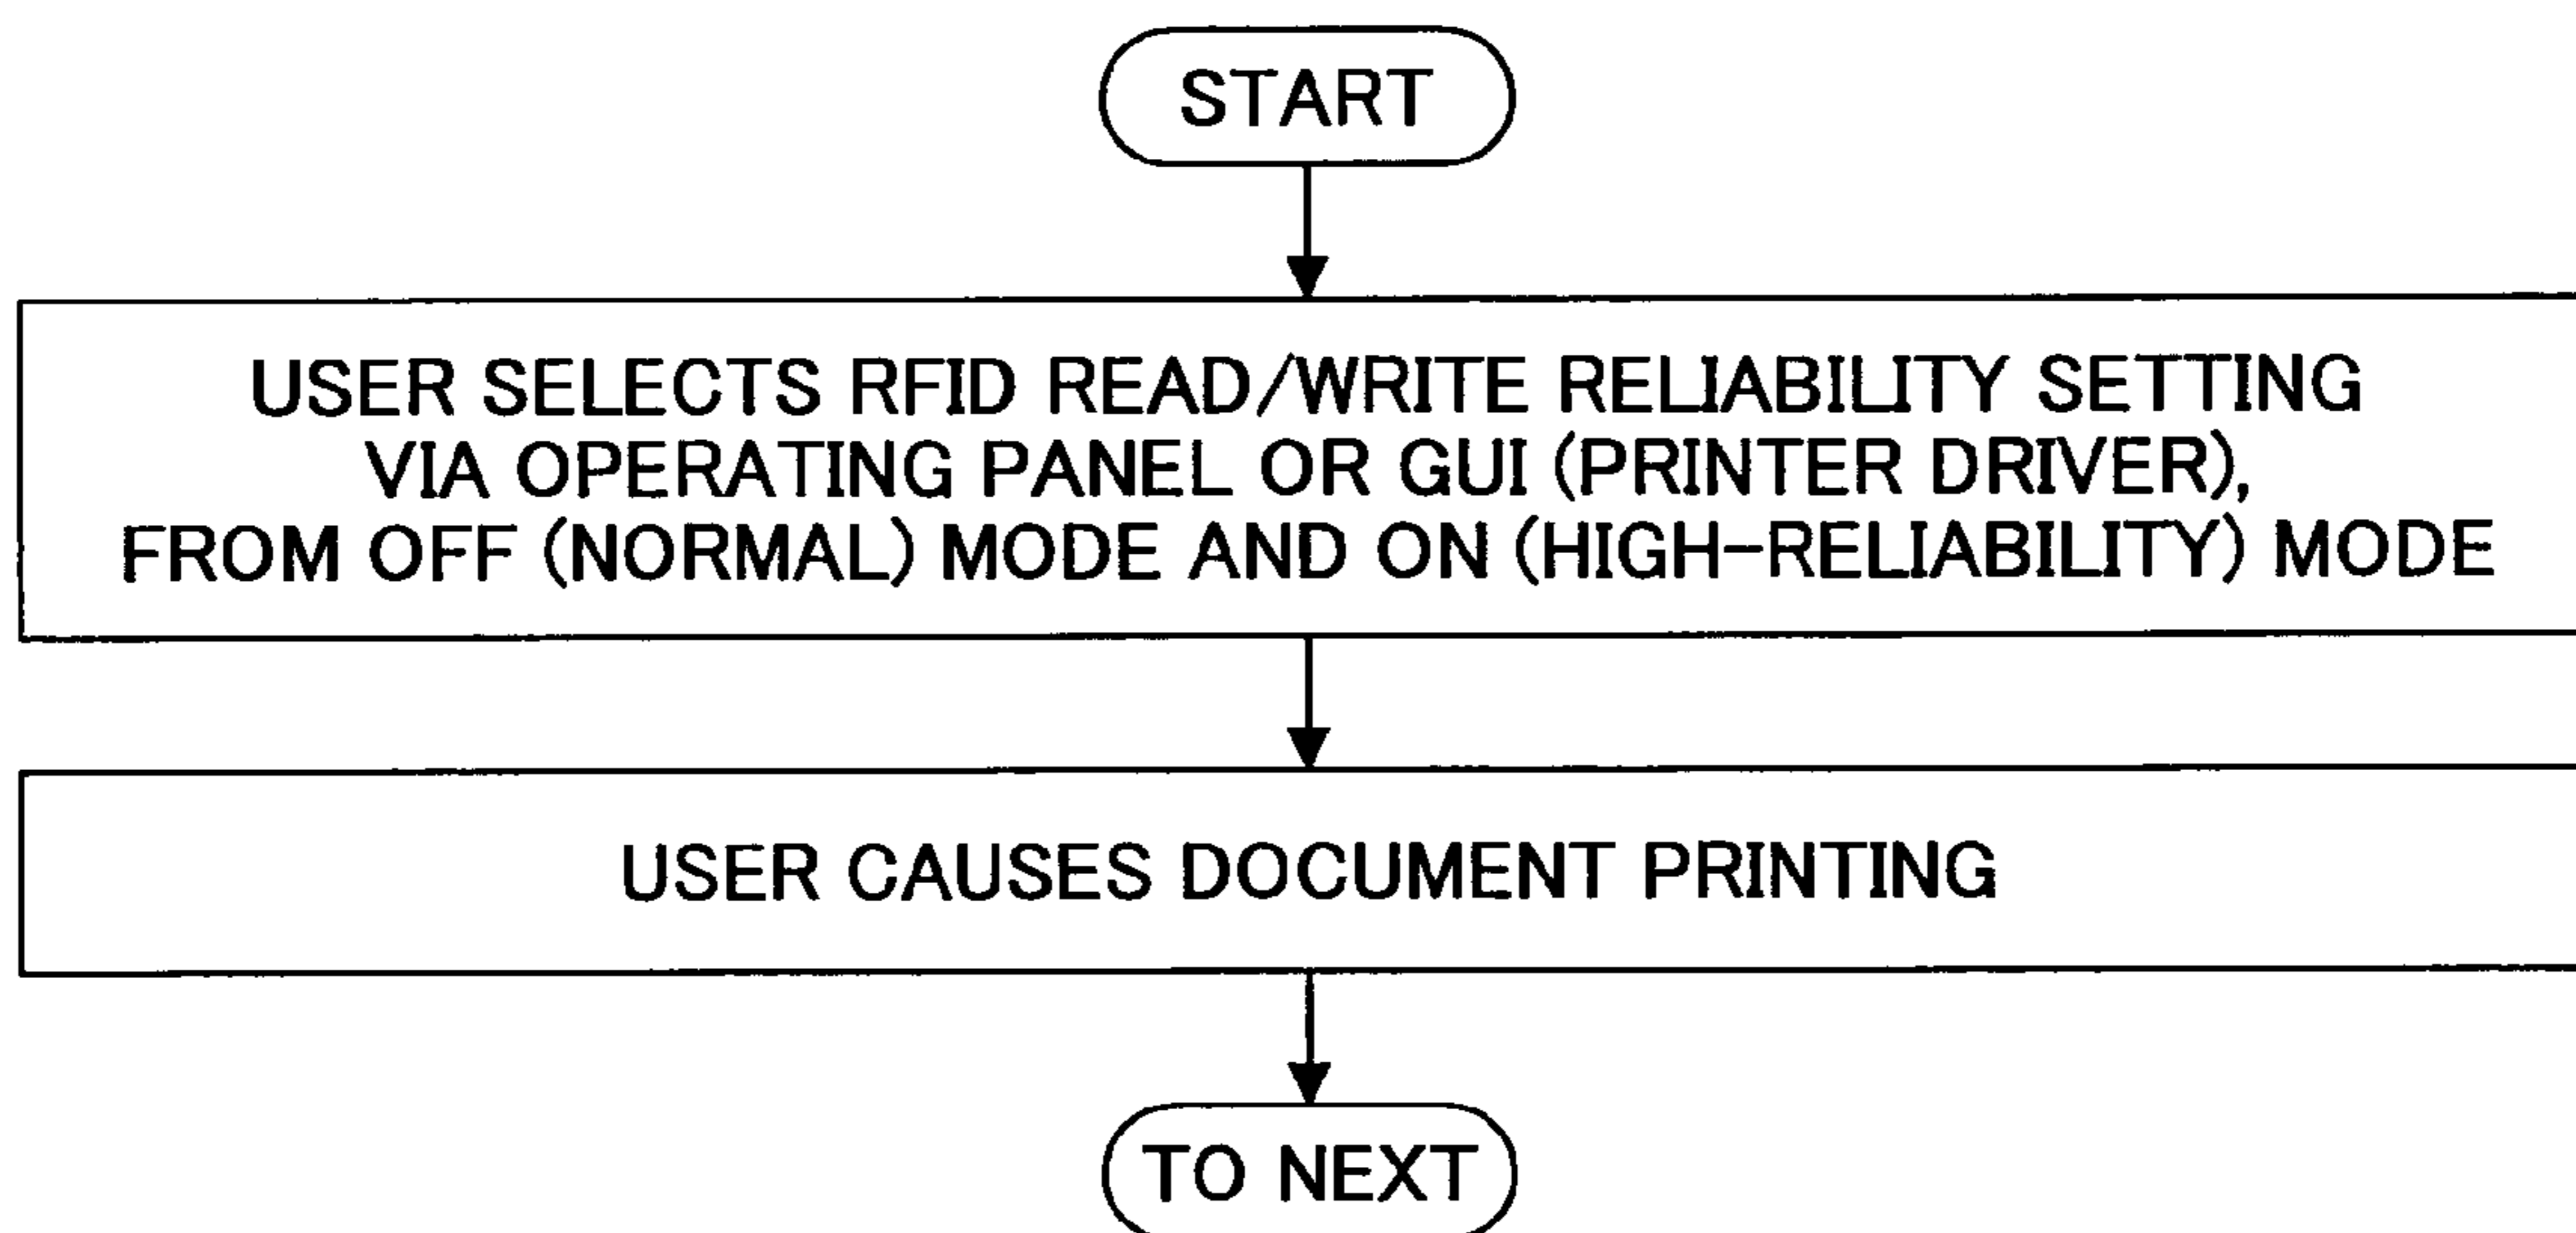 START
USER SELECTS RFID READ/WRITE RELIABILITY SETTING
VIA OPERATING PANEL OR GUI (PRINTER DRIVER),
FROM OFF (NORMAL) MODE AND ON (HIGH-RELIABILITY) MODE
USER CAUSES DOCUMENT PRINTING
TO NEXT